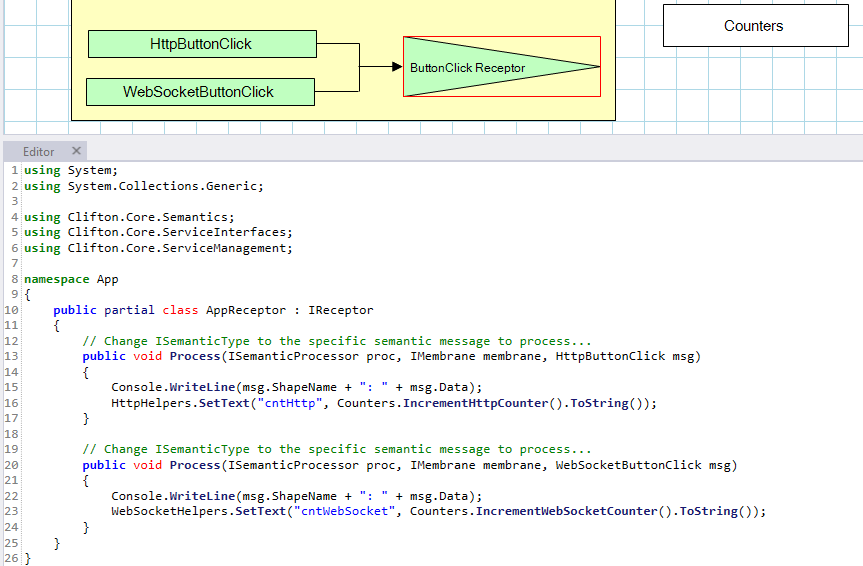 HttpButtonClick
WebSocketButtonClick
ButtonClick Receptor
Counters
Editor ✕
1 using System;
2 using System.Collections.Generic;
3
4 using Clifton.Core.Semantics;
5 using Clifton.Core.ServiceInterfaces;
6 using Clifton.Core.ServiceManagement;
7
8 namespace App
9 {
10     public partial class AppReceptor : IReceptor
11     {
12         // Change ISemanticType to the specific semantic message to process...
13         public void Process(ISemanticProcessor proc, IMembrane membrane, HttpButtonClick msg)
14         {
15             Console.WriteLine(msg.ShapeName + ": " + msg.Data);
16             HttpHelpers.SetText("cntHttp", Counters.IncrementHttpCounter().ToString());
17         }
18
19         // Change ISemanticType to the specific semantic message to process...
20         public void Process(ISemanticProcessor proc, IMembrane membrane, WebSocketButtonClick msg)
21         {
22             Console.WriteLine(msg.ShapeName + ": " + msg.Data);
23             WebSocketHelpers.SetText("cntWebSocket", Counters.IncrementWebSocketCounter().ToString());
24         }
25     }
26 }